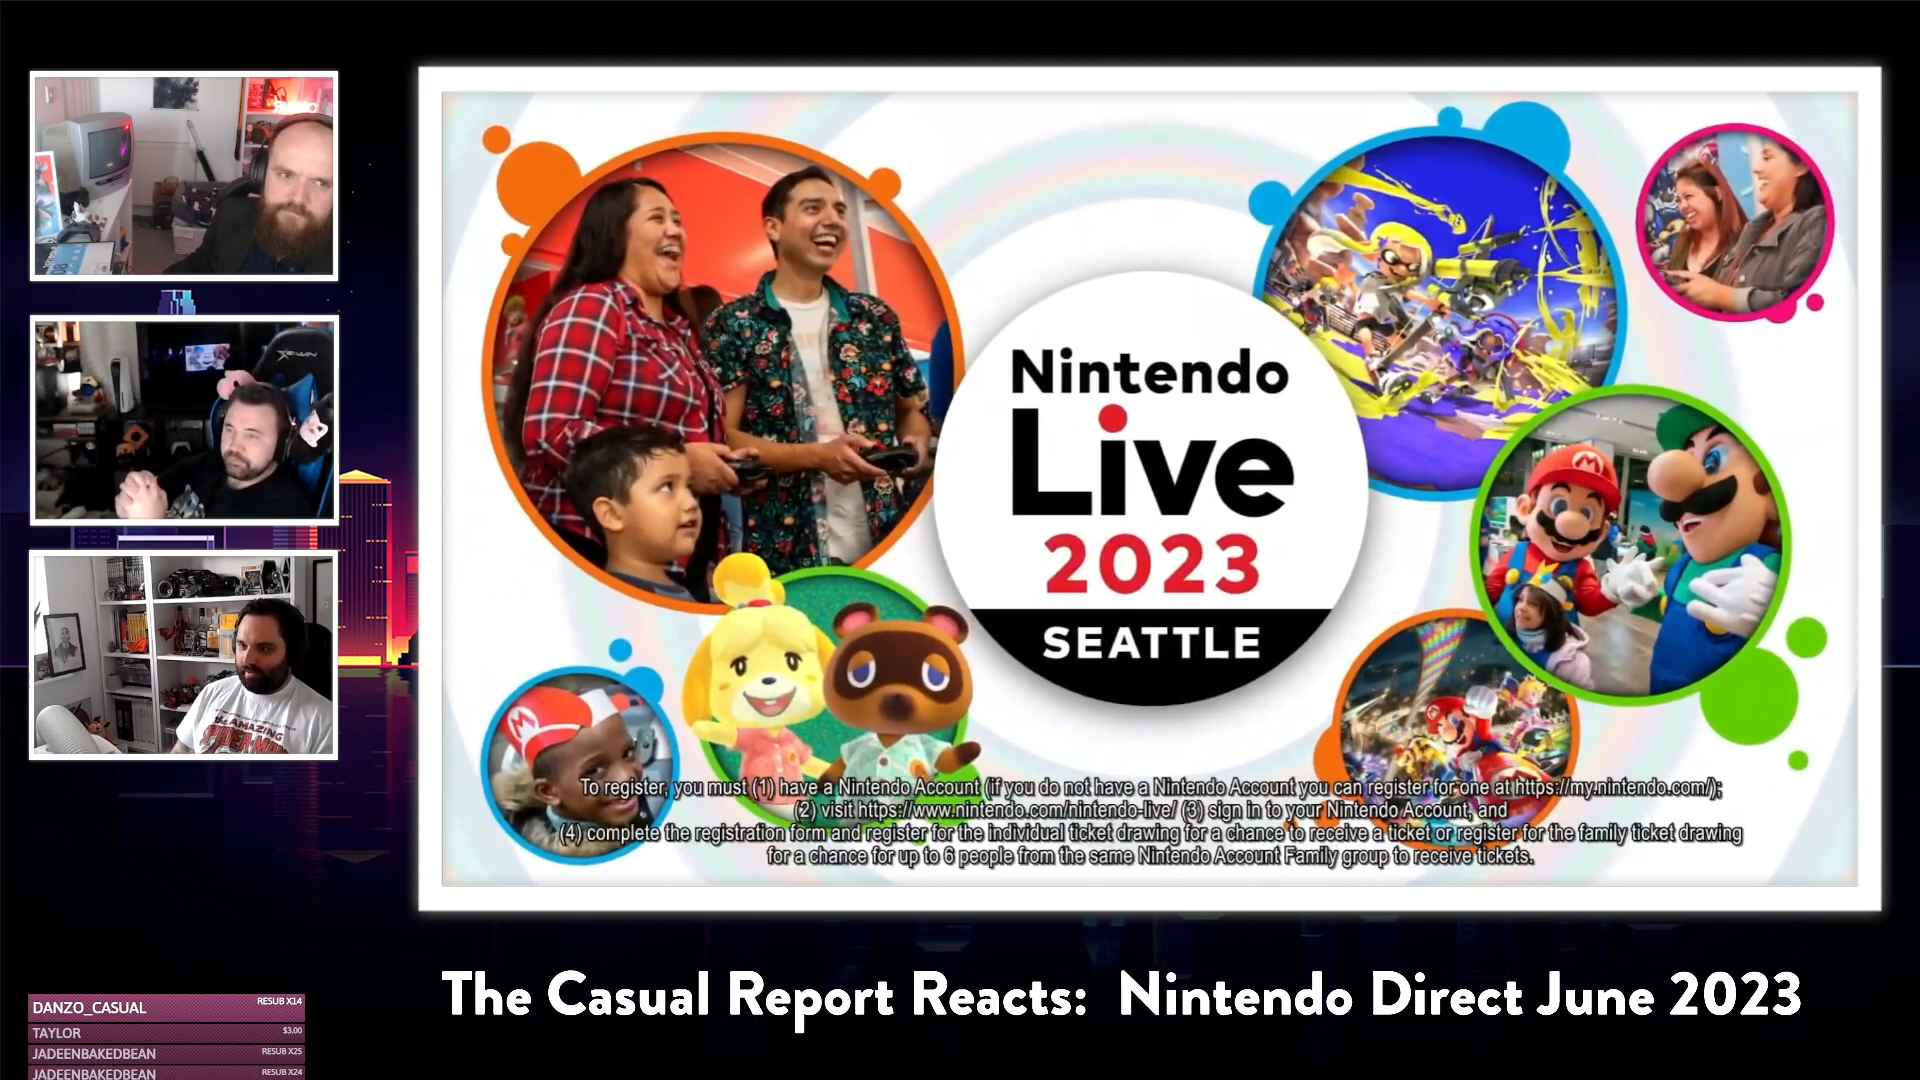 Nintendo
Live
2023
SEATTLE
To register, you must (1) have a Nintendo Account (if you do not have a Nintendo Account you can register for one at https://my.nintendo.com/);
(2) visit https://www.nintendo.com/nintendo-live/ (3) sign in to your Nintendo Account, and
(4) complete the registration form and register for the individual ticket drawing for a chance to receive a ticket or register for the family ticket drawing
for a chance for up to 6 people from the same Nintendo Account Family group to receive tickets.
The Casual Report Reacts: Nintendo Direct June 2023
DANZO_CASUAL RESUB X14
TAYLOR $3.00
JADEENBAKEDBEAN RESUB X25
JADEENBAKEDBEAN RESUB X24
the AMAZING
SPIDER-MAN